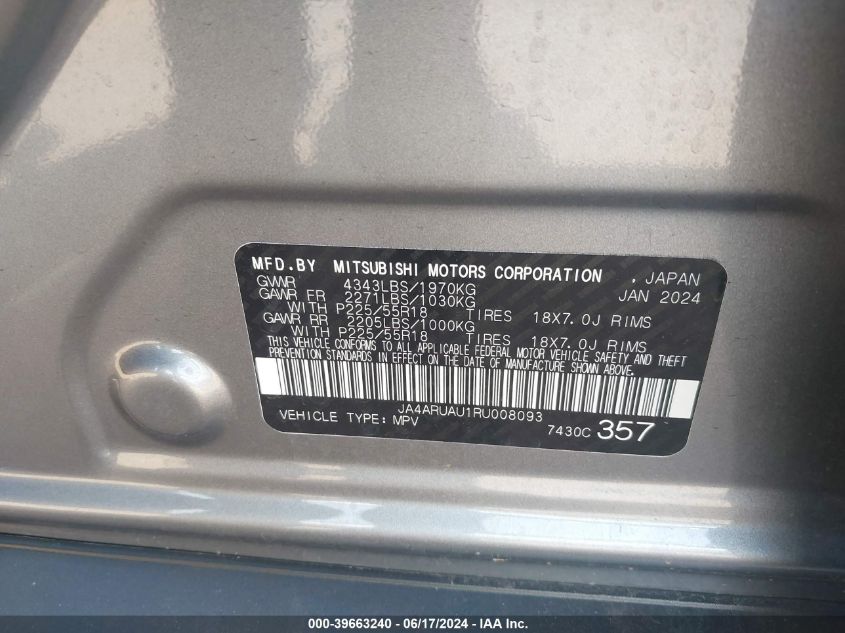 MFD.BY MITSUBISHI MOTORS CORPORATION , JAPAN
GVWR 4343LBS/1970KG JAN 2024
GAWR FR 2271LBS/1030KG
WITH P225/55R18 TIRES 18X7.0J RIMS
GAWR RR 2205LBS/1000KG
WITH P225/55R18 TIRES 18X7.0J RIMS
THIS VEHICLE CONFORMS TO ALL APPLICABLE FEDERAL MOTOR VEHICLE SAFETY AND THEFT
PREVENTION STANDARDS IN EFFECT ON THE DATE OF MANUFACTURE SHOWN ABOVE.
JA4ARUAU1RU008093
VEHICLE TYPE: MPV 7430C 357
000-39663240 - 06/17/2024 - IAA Inc.